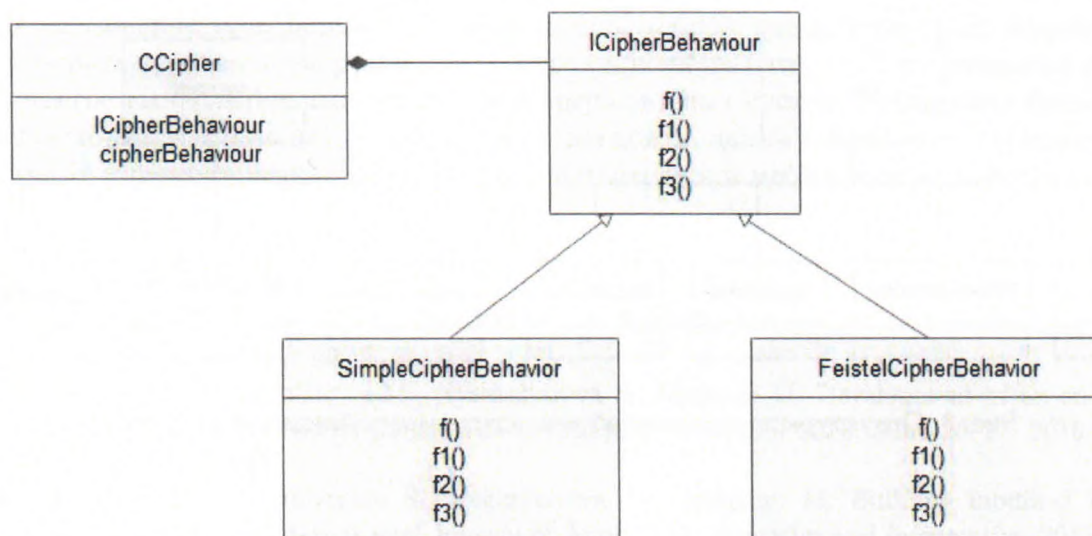 CCipher
ICipherBehaviour
cipherBehaviour
ICipherBehaviour
f()
f1()
f2()
f3()
SimpleCipherBehavior
f()
f1()
f2()
f3()
FeistelCipherBehavior
f()
f1()
f2()
f3()